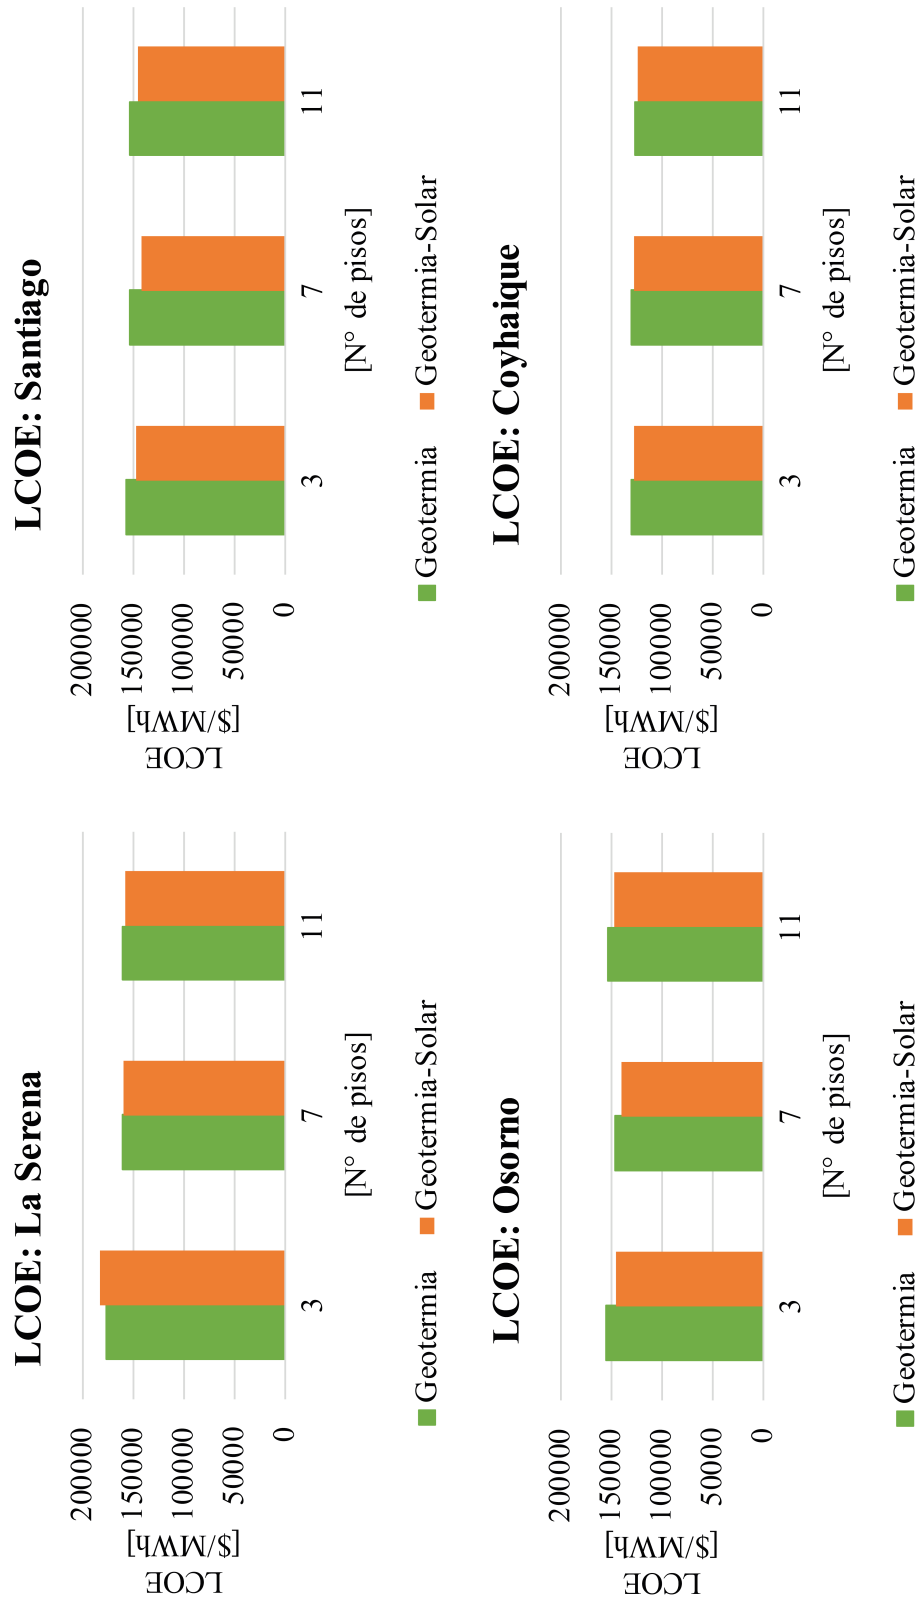 LCOE: La Serena
200000
150000
100000
50000
0
LCOE
[$/MWh]
3
7
11
[N° de pisos]
Geotermia
Geotermia-Solar
LCOE: Santiago
200000
150000
100000
50000
0
LCOE
[$/MWh]
3
7
11
[N° de pisos]
Geotermia
Geotermia-Solar
LCOE: Osorno
200000
150000
100000
50000
0
LCOE
[$/MWh]
3
7
11
[N° de pisos]
Geotermia
Geotermia-Solar
LCOE: Coyhaique
200000
150000
100000
50000
0
LCOE
[$/MWh]
3
7
11
[N° de pisos]
Geotermia
Geotermia-Solar